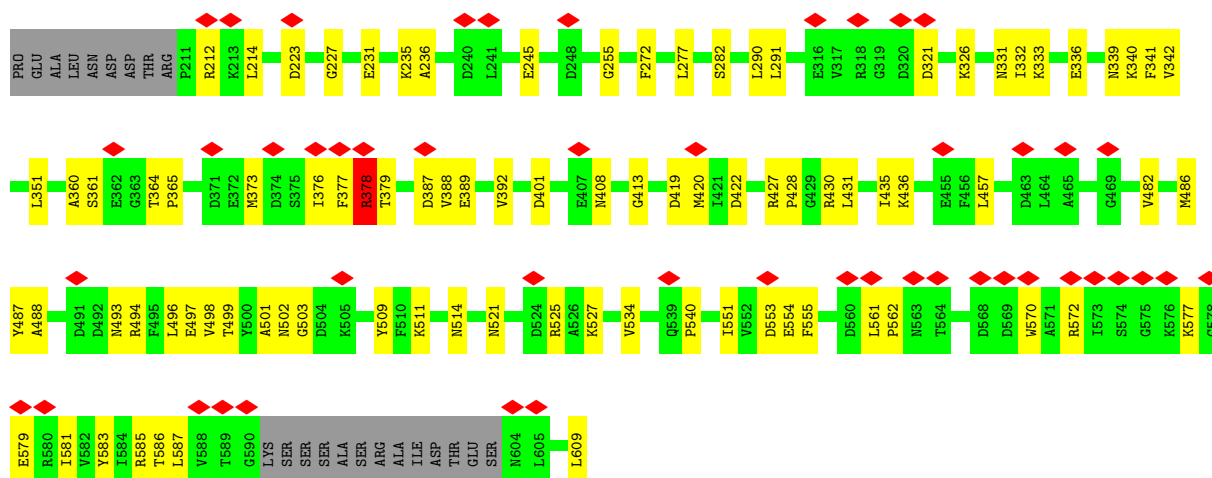 PRO GLU ALA LEU ASN ASP ASP THR ARG P211 R212 K213 L214 D223 G227 E231 K235 A236 D240 L241 E245 D248 G255 F272 L277 S282 L290 L291 E316 V317 R318 G319 D320 D321 K326 N331 I332 K333 E336 N339 K340 F341 V342
L351 A360 S361 E362 G363 T364 P365 D371 E372 M373 D374 S375 I376 F377 R378 T379 D387 V388 E389 V392 D401 E407 N408 G413 D419 M420 I421 D422 R427 P428 G429 R430 L431 I435 K436 E455 F456 L457 D463 L464 A465 G469 V482 M486
Y487 A488 D491 D492 N493 R494 F495 L496 E497 V498 T499 Y500 A501 N502 G503 D504 K505 Y509 F510 K511 N514 N521 D524 R525 A526 K527 V534 Q539 P540 I551 V552 D553 E554 F555 D560 L561 P562 N563 T564 D568 D569 W570 A571 R572 I573 S574 G575 K576 K577 G578
E579 R580 I581 V582 Y583 I584 R585 T586 L587 V588 T589 G590 LYS SER SER SER ALA SER ARG ALA ILE ASP THR GLU SER N604 L605 L609